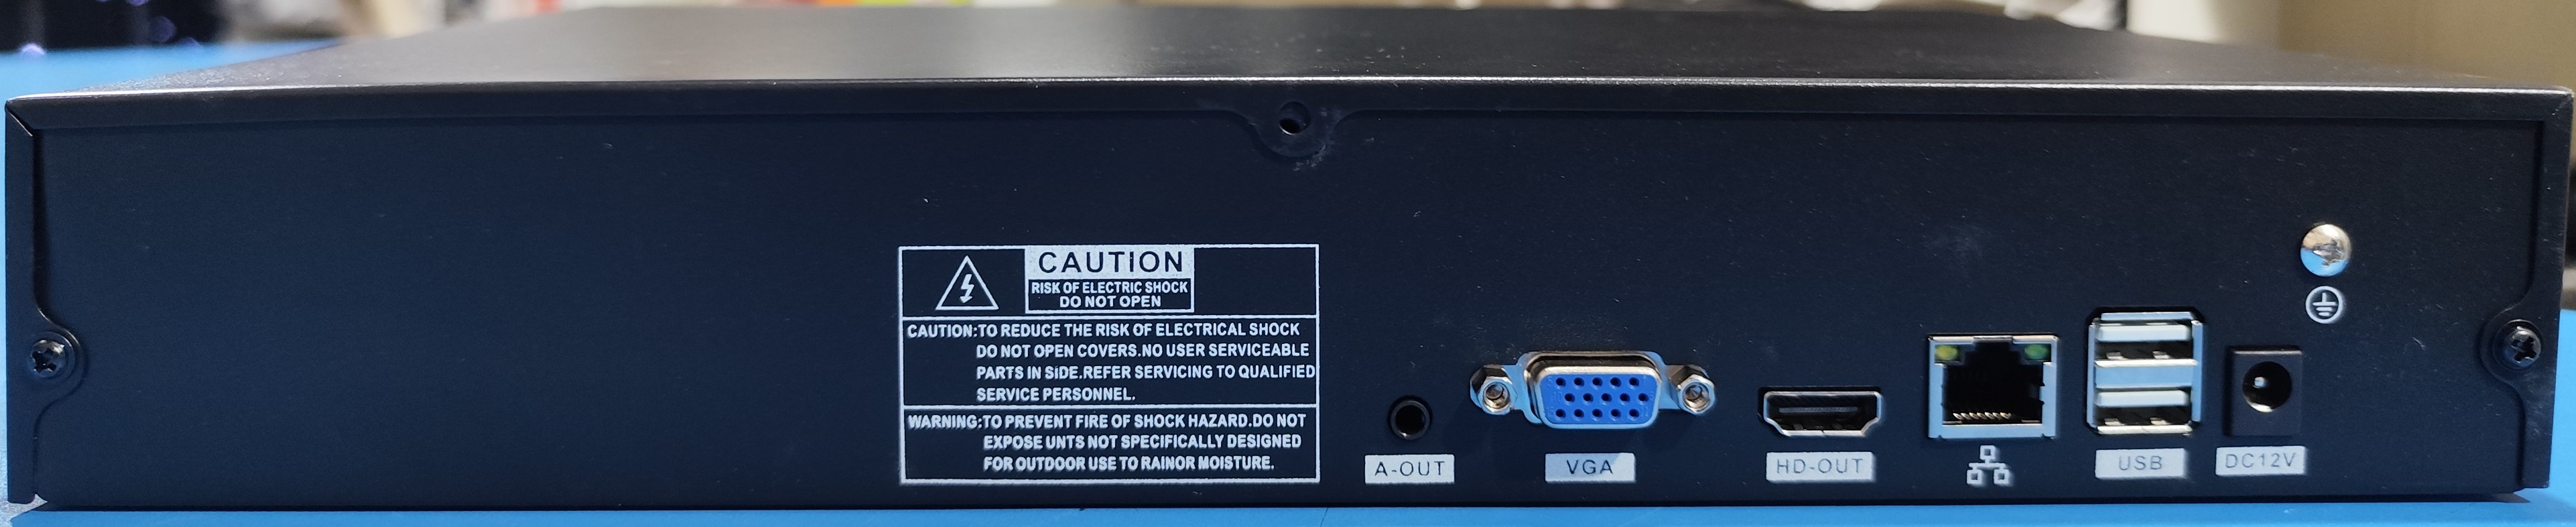 CAUTION
RISK OF ELECTRIC SHOCK
DO NOT OPEN
CAUTION:TO REDUCE THE RISK OF ELECTRICAL SHOCK
DO NOT OPEN COVERS.NO USER SERVICEABLE
PARTS IN SiDE.REFER SERVICING TO QUALIFIED
SERVICE PERSONNEL.
WARNING:TO PREVENT FIRE OF SHOCK HAZARD.DO NOT
EXPOSE UNTS NOT SPECIFICALLY DESIGNED
FOR OUTDOOR USE TO RAINOR MOISTURE.
A-OUT
VGA
HD-OUT
USB
DC12V